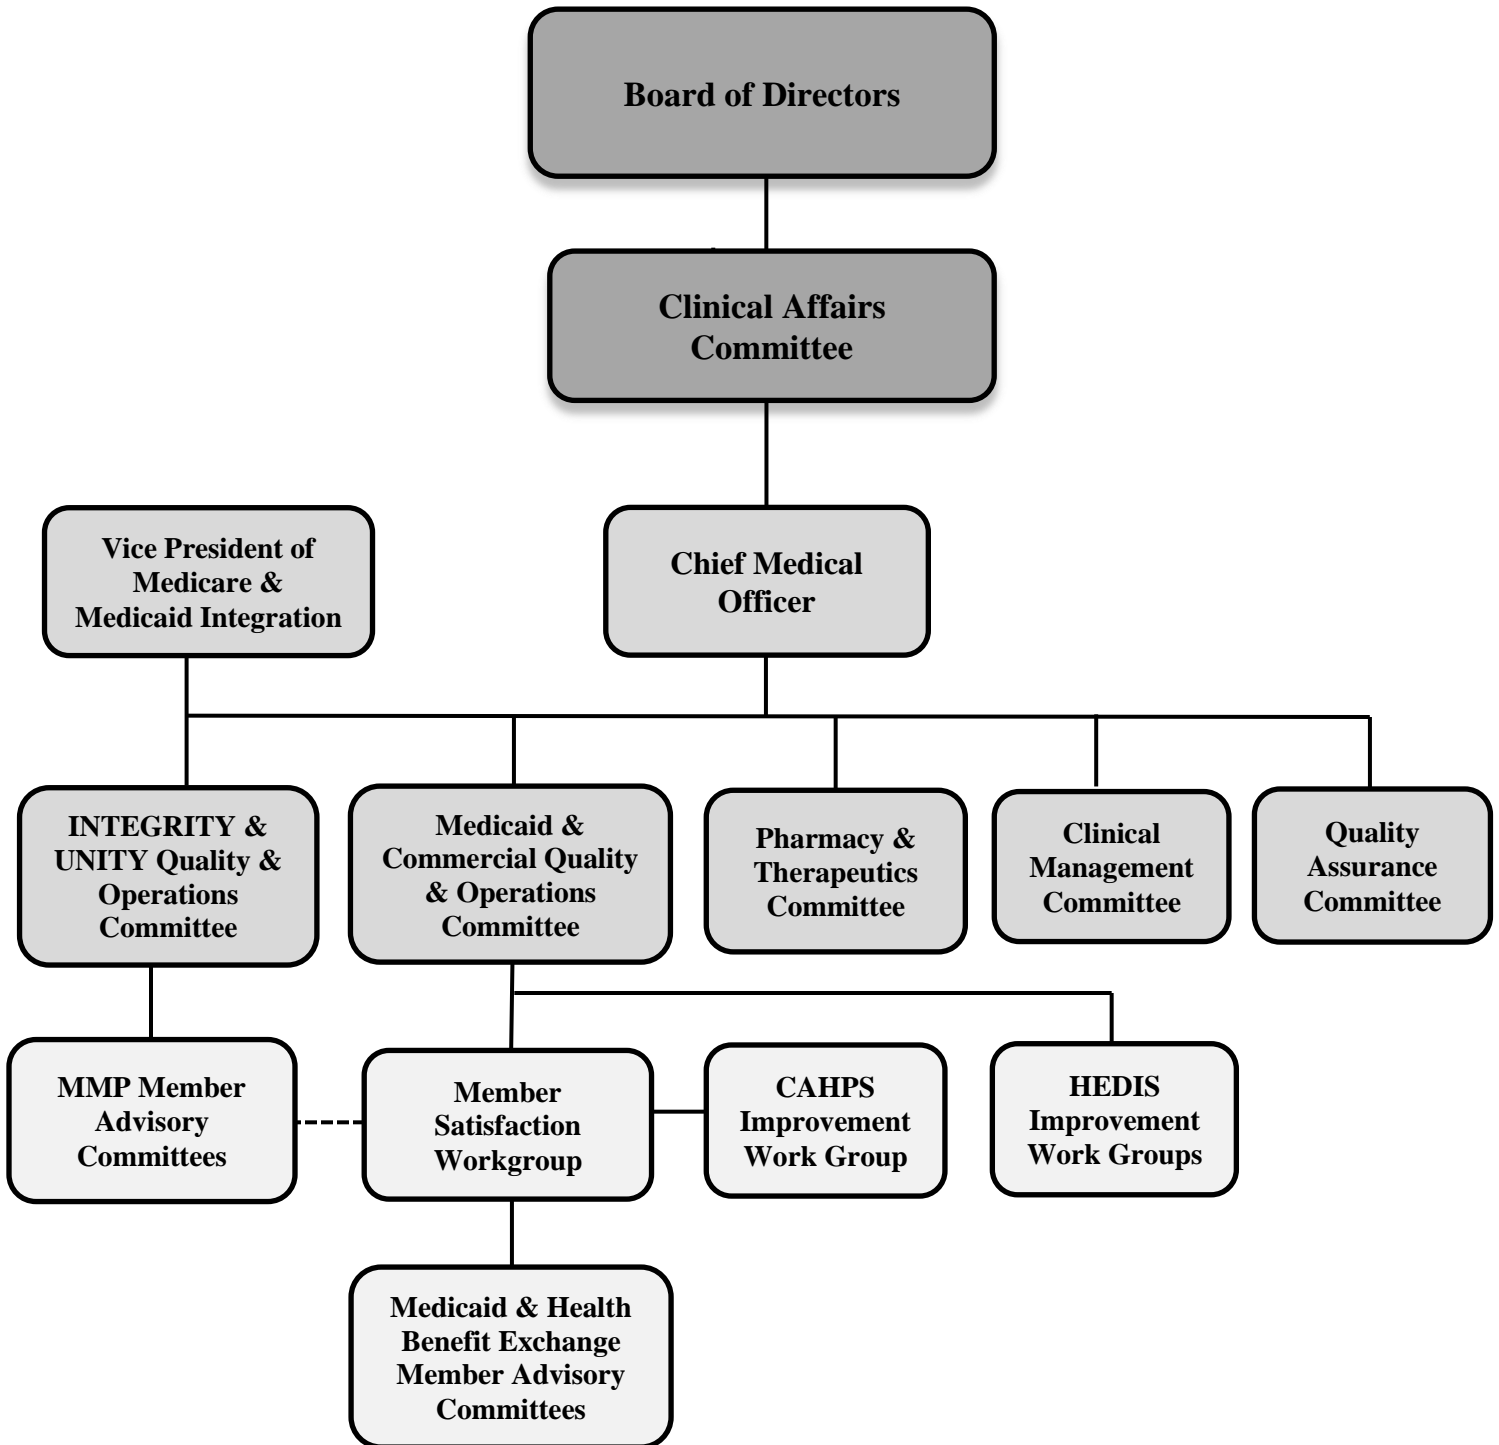 Board of Directors
Clinical Affairs
Committee
Vice President of
Medicare &
Medicaid Integration
Chief Medical
Officer
INTEGRITY &
UNITY Quality &
Operations
Committee
Medicaid &
Commercial Quality
& Operations
Committee
Pharmacy &
Therapeutics
Committee
Clinical
Management
Committee
Quality
Assurance
Committee
MMP Member
Advisory
Committees
Member
Satisfaction
Workgroup
CAHPS
Improvement
Work Group
HEDIS
Improvement
Work Groups
Medicaid & Health
Benefit Exchange
Member Advisory
Committees